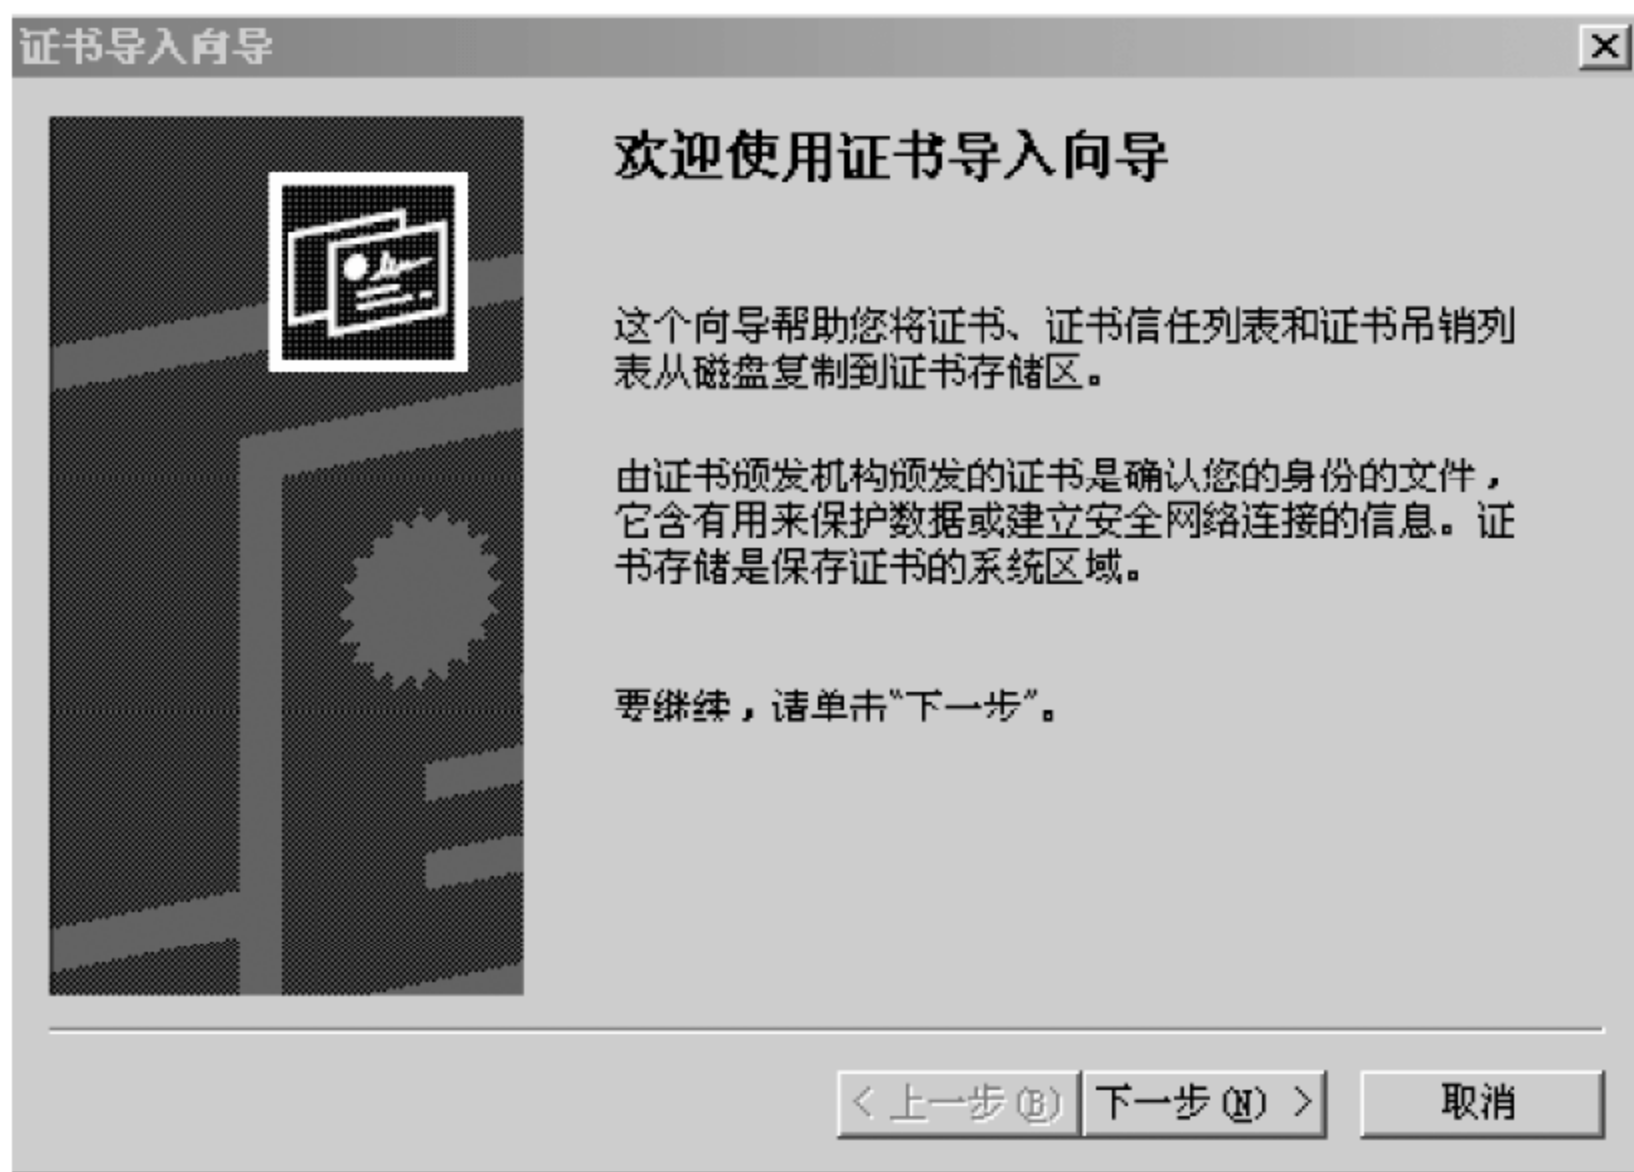 证书导入向导
欢迎使用证书导入向导
这个向导帮助您将证书、证书信任列表和证书吊销列
表从磁盘复制到证书存储区。
由证书颁发机构颁发的证书是确认您的身份的文件，
它含有用来保护数据或建立安全网络连接的信息。证
书存储是保存证书的系统区域。
要继续，请单击“下一步”。
< 上一步(B) 下一步(N) > 取消